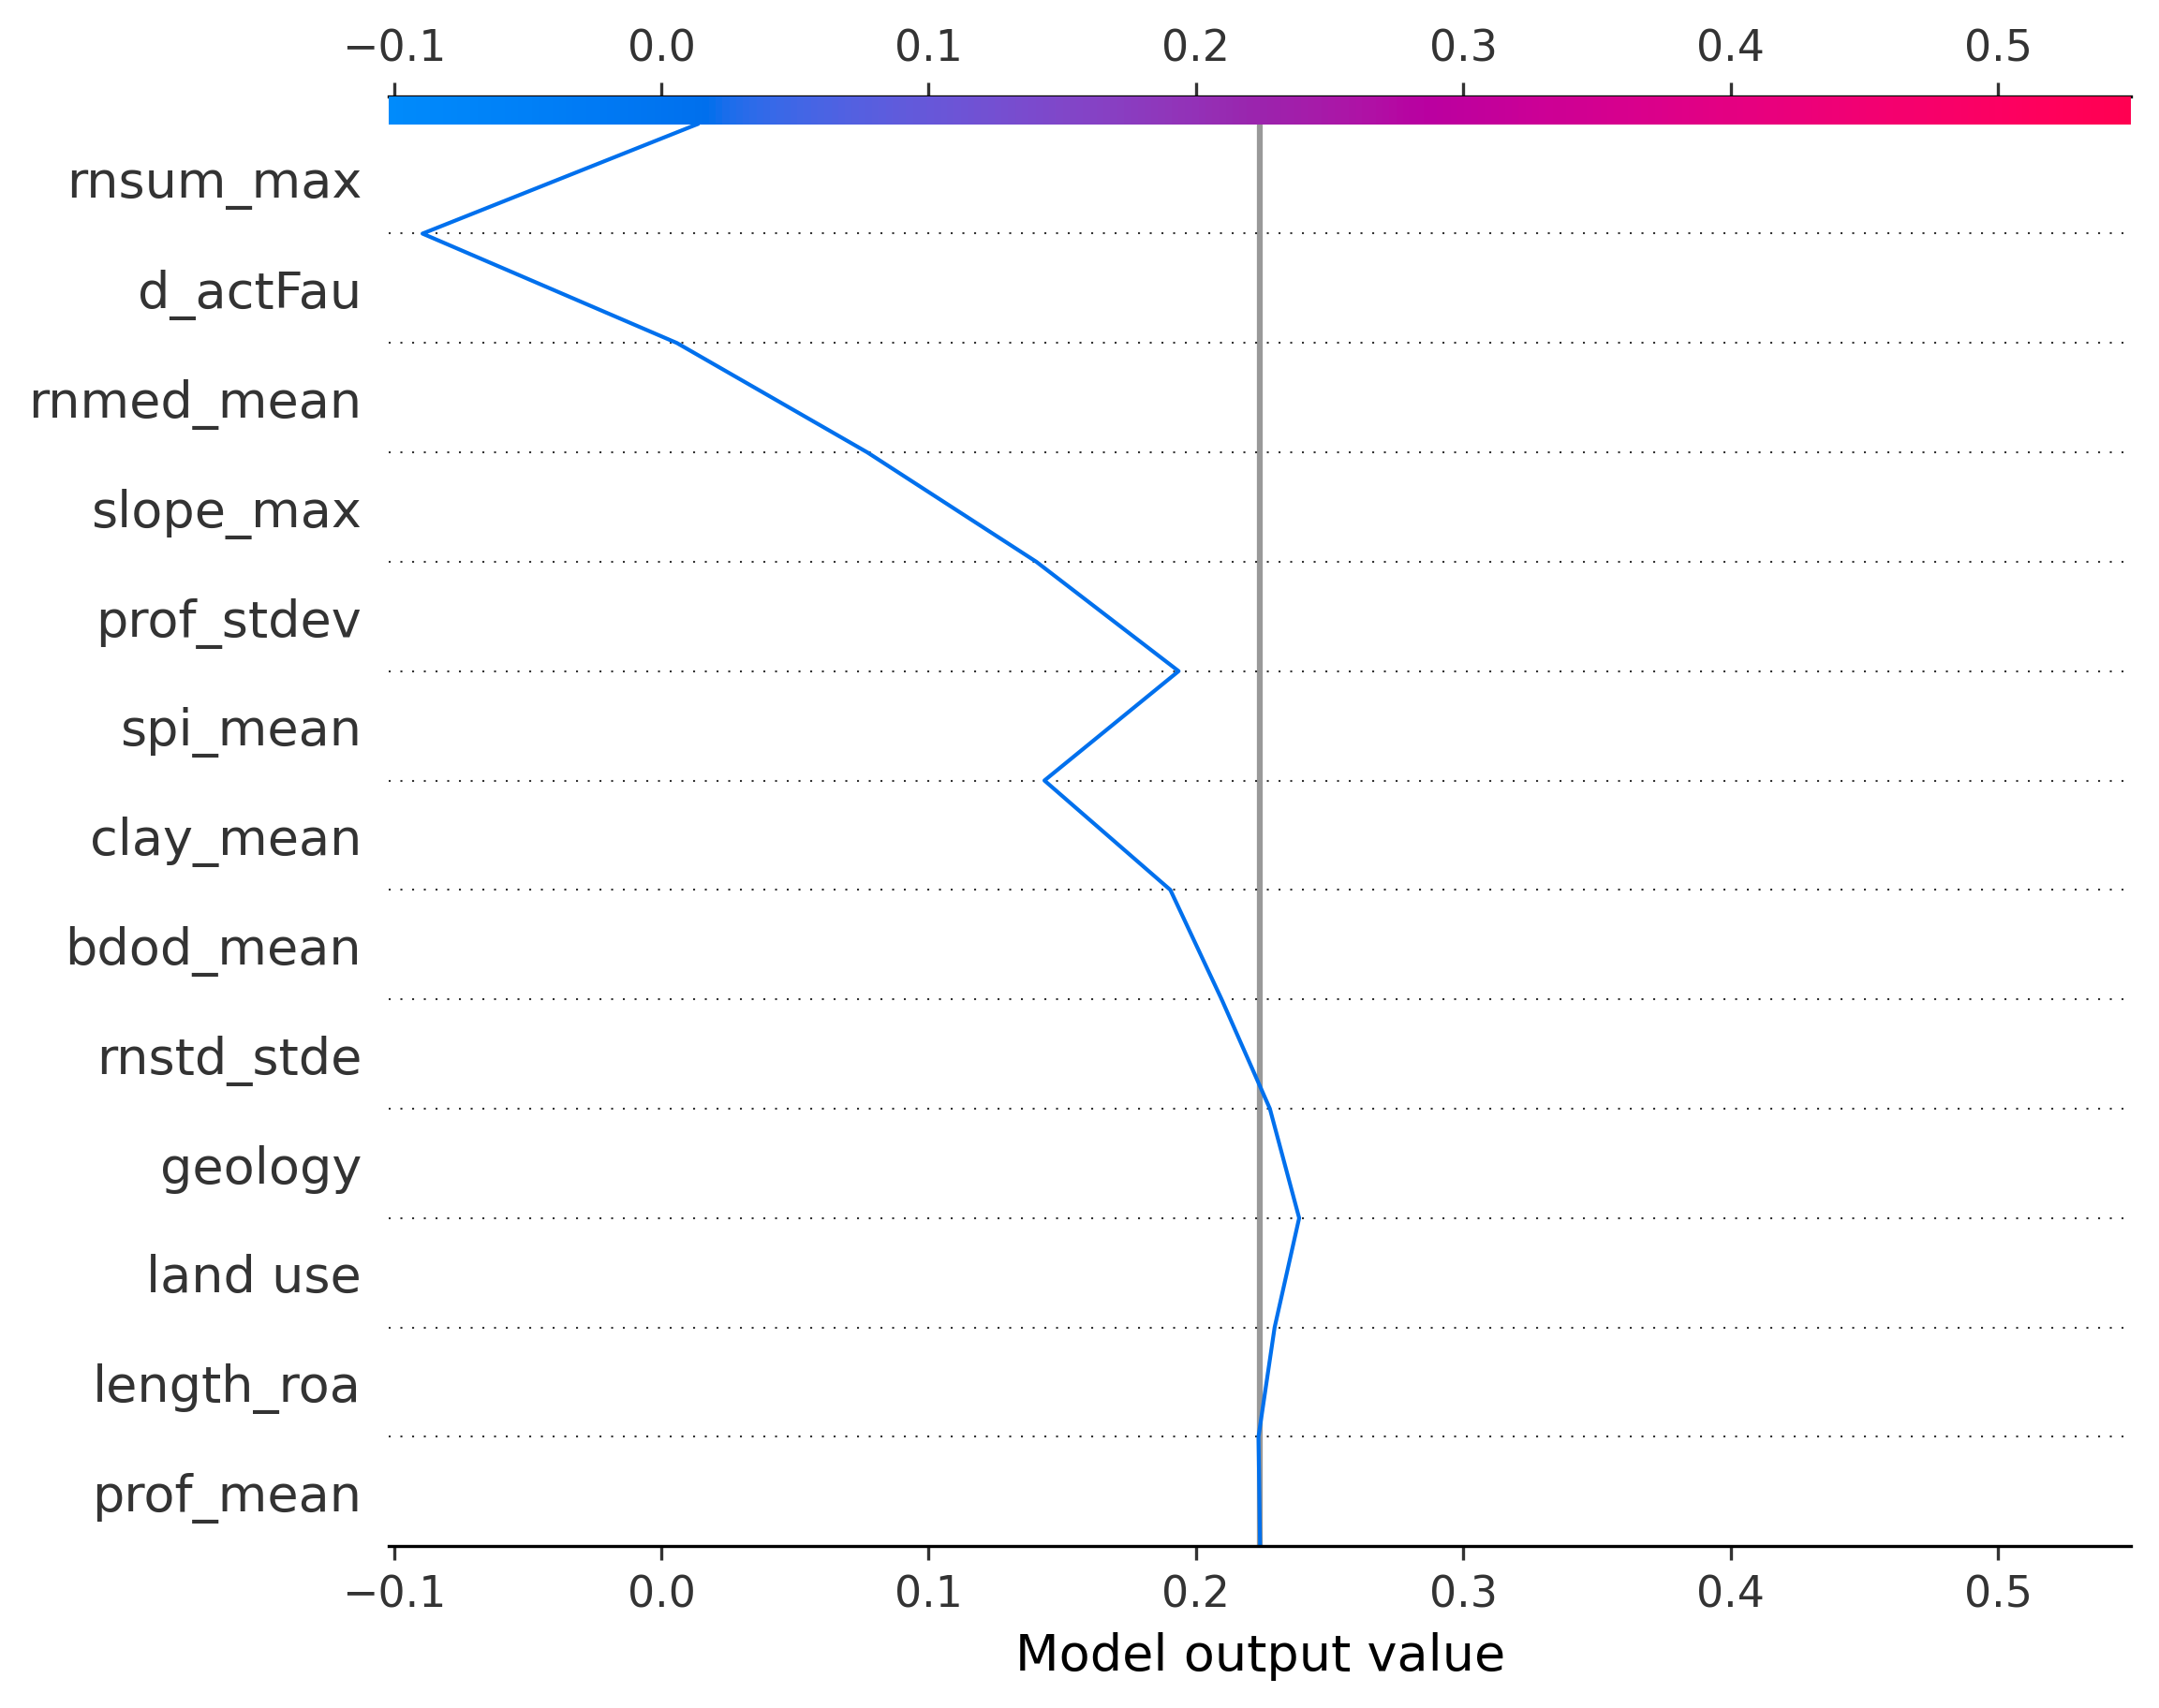 −0.1 0.0 0.1 0.2 0.3 0.4 0.5
rnsum_max
d_actFau
rnmed_mean
slope_max
prof_stdev
spi_mean
clay_mean
bdod_mean
rnstd_stde
geology
land use
length_roa
prof_mean
−0.1 0.0 0.1 0.2 0.3 0.4 0.5
Model output value